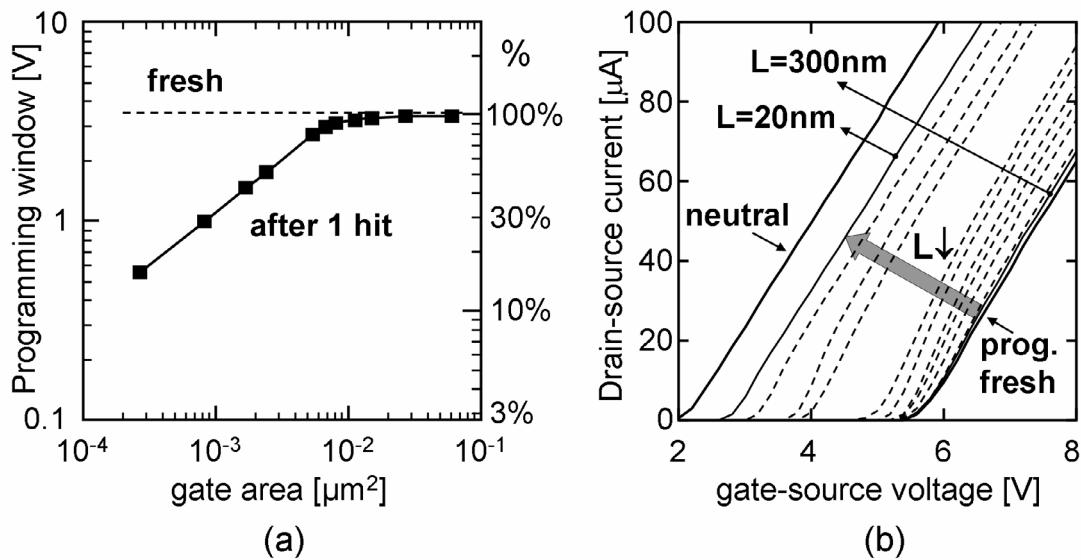 10
1
0.1
Programming window [V]
fresh
after 1 hit
%
100%
30%
10%
3%
10⁻⁴
10⁻³
10⁻²
10⁻¹
gate area [µm²]
(a)
100
80
60
40
20
0
Drain-source current [µA]
L=300nm
L=20nm
neutral
L↓
prog.
fresh
2
4
6
8
gate-source voltage [V]
(b)